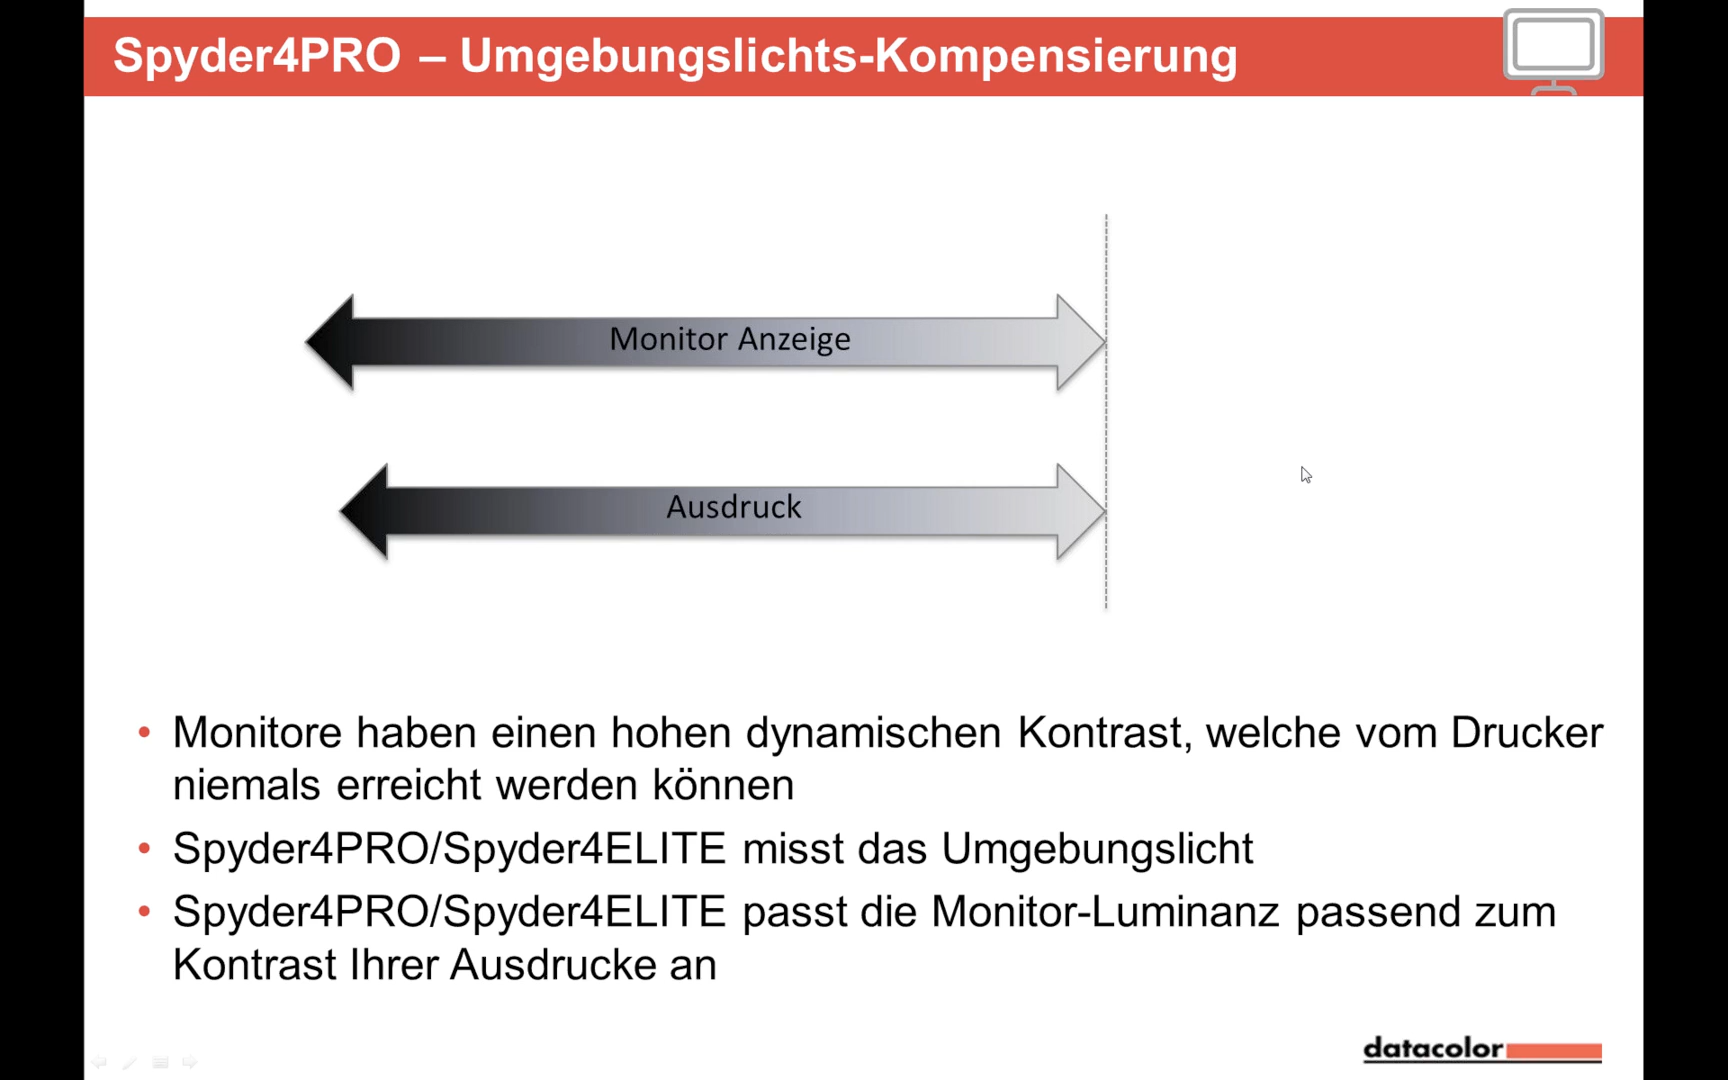 Spyder4PRO – Umgebungslichts-Kompensierung
Monitor Anzeige
Ausdruck
• Monitore haben einen hohen dynamischen Kontrast, welche vom Drucker
niemals erreicht werden können
• Spyder4PRO/Spyder4ELITE misst das Umgebungslicht
• Spyder4PRO/Spyder4ELITE passt die Monitor-Luminanz passend zum
Kontrast Ihrer Ausdrucke an
datacolor